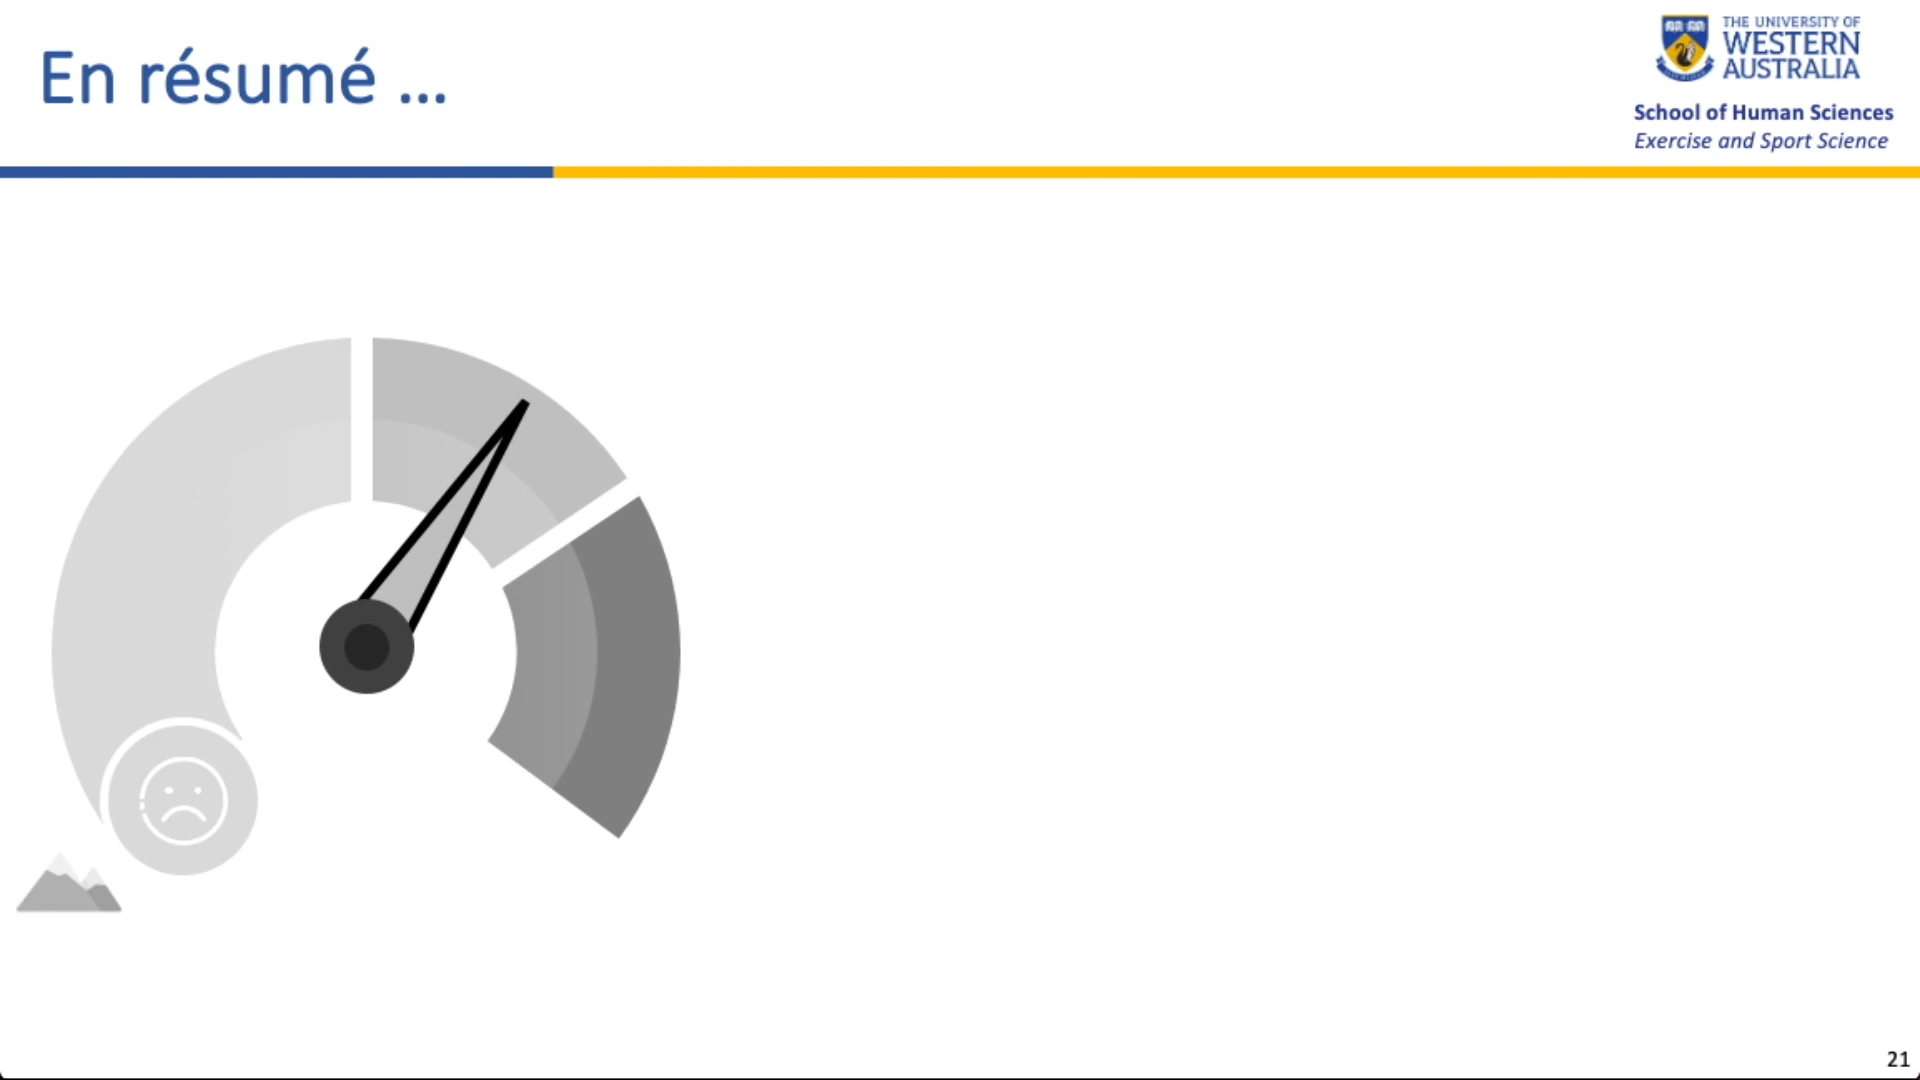 En résumé ...
THE UNIVERSITY OF
WESTERN
AUSTRALIA
School of Human Sciences
Exercise and Sport Science
21